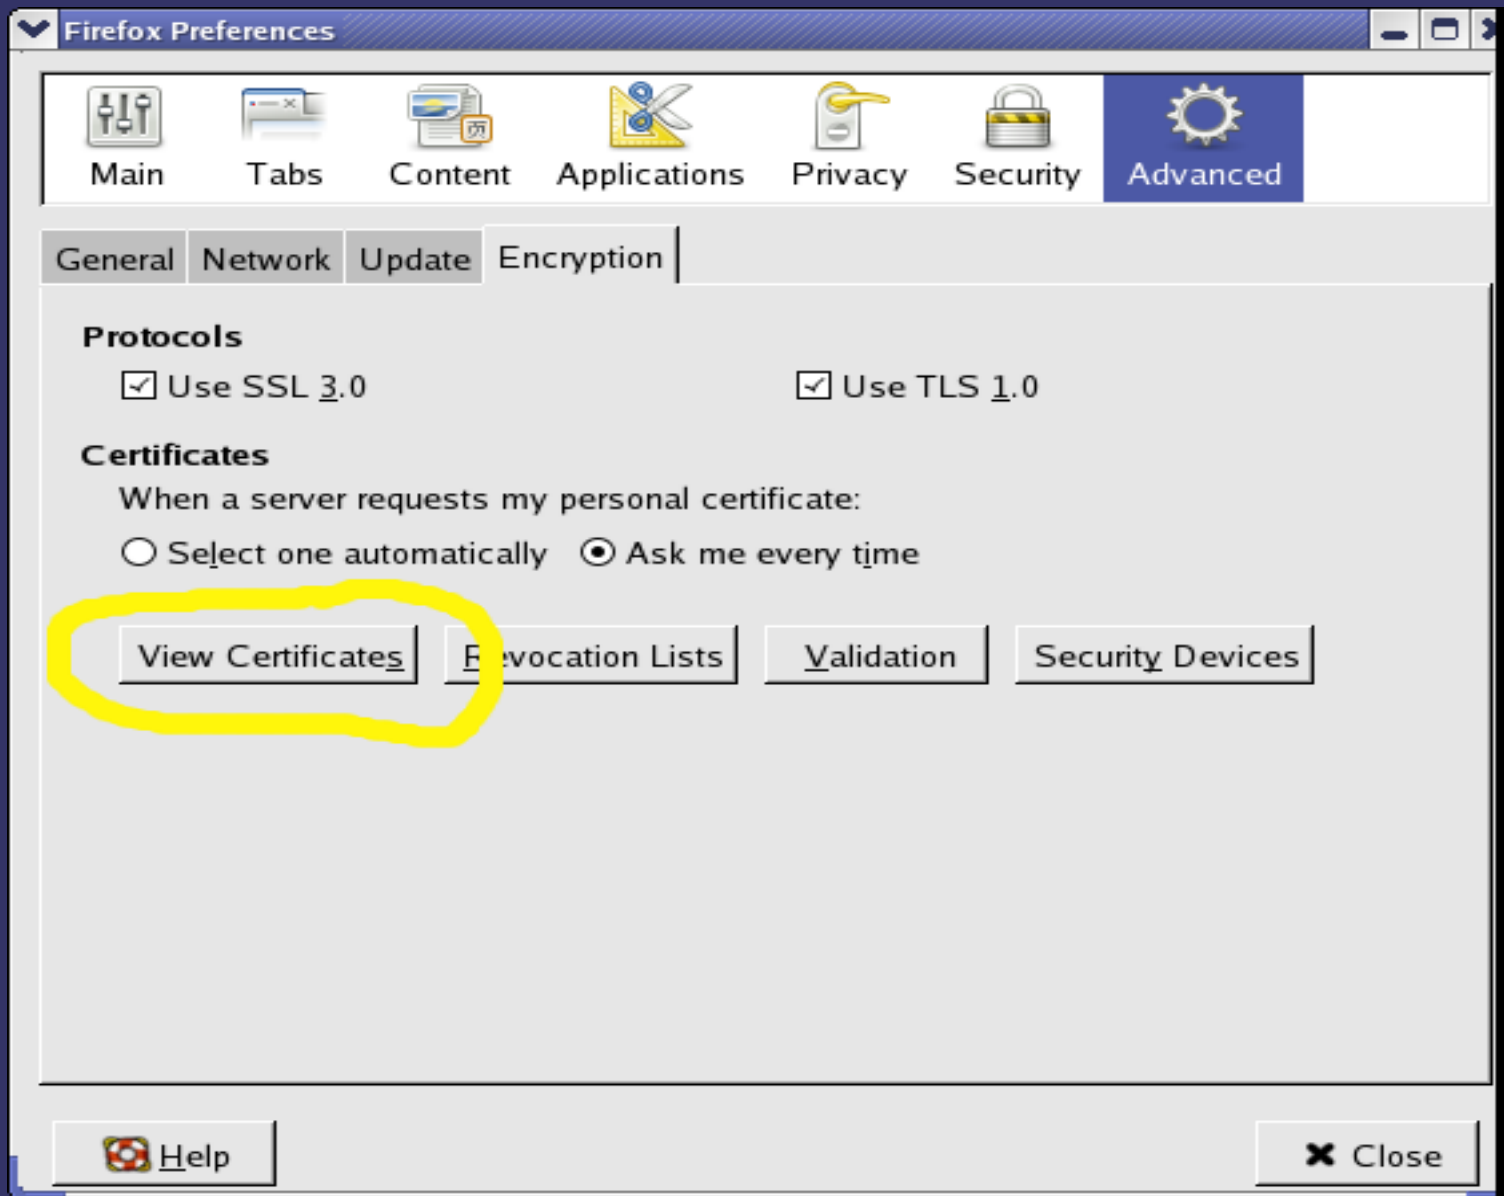 Firefox Preferences
Main Tabs Content Applications Privacy Security Advanced
General Network Update Encryption
Protocols
Use SSL 3.0 Use TLS 1.0
Certificates
When a server requests my personal certificate:
Select one automatically Ask me every time
View Certificates Revocation Lists Validation Security Devices
Help Close